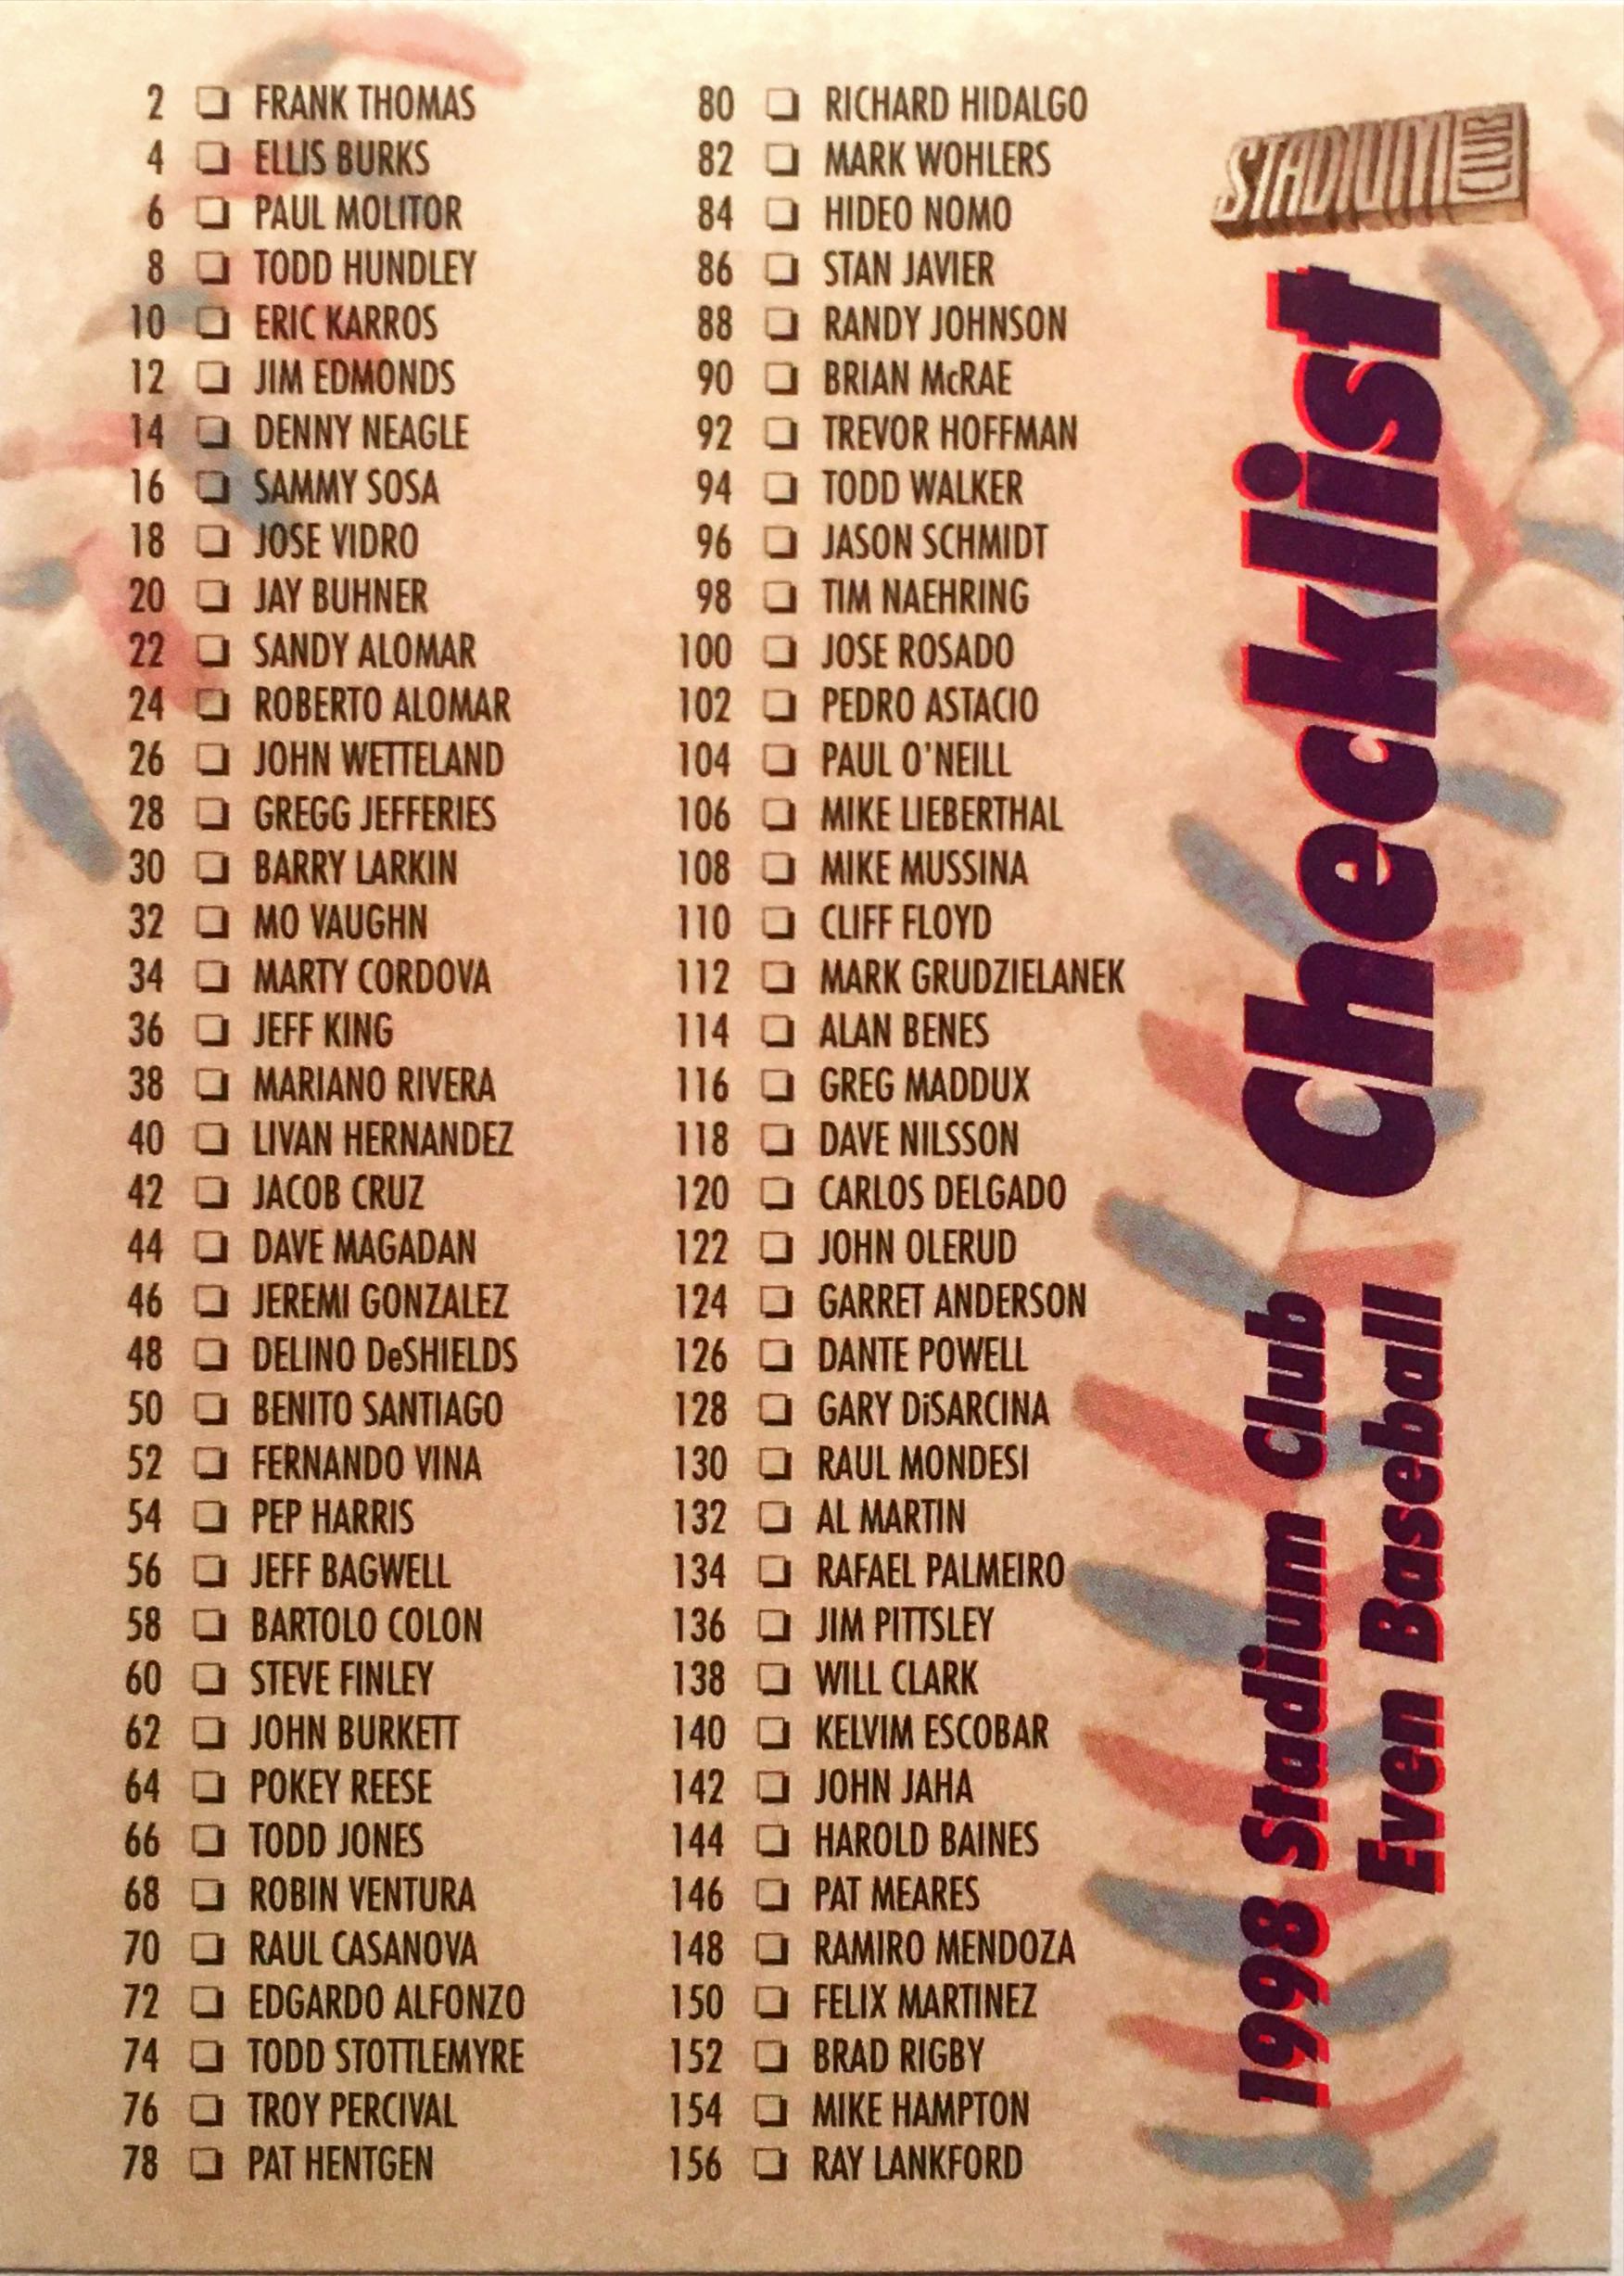 2 ❏ FRANK THOMAS
4 ❏ ELLIS BURKS
6 ❏ PAUL MOLITOR
8 ❏ TODD HUNDLEY
10 ❏ ERIC KARROS
12 ❏ JIM EDMONDS
14 ❏ DENNY NEAGLE
16 ❏ SAMMY SOSA
18 ❏ JOSE VIDRO
20 ❏ JAY BUHNER
22 ❏ SANDY ALOMAR
24 ❏ ROBERTO ALOMAR
26 ❏ JOHN WETTELAND
28 ❏ GREGG JEFFERIES
30 ❏ BARRY LARKIN
32 ❏ MO VAUGHN
34 ❏ MARTY CORDOVA
36 ❏ JEFF KING
38 ❏ MARIANO RIVERA
40 ❏ LIVAN HERNANDEZ
42 ❏ JACOB CRUZ
44 ❏ DAVE MAGADAN
46 ❏ JEREMI GONZALEZ
48 ❏ DELINO DeSHIELDS
50 ❏ BENITO SANTIAGO
52 ❏ FERNANDO VINA
54 ❏ PEP HARRIS
56 ❏ JEFF BAGWELL
58 ❏ BARTOLO COLON
60 ❏ STEVE FINLEY
62 ❏ JOHN BURKETT
64 ❏ POKEY REESE
66 ❏ TODD JONES
68 ❏ ROBIN VENTURA
70 ❏ RAUL CASANOVA
72 ❏ EDGARDO ALFONZO
74 ❏ TODD STOTTLEMYRE
76 ❏ TROY PERCIVAL
78 ❏ PAT HENTGEN
80 ❏ RICHARD HIDALGO
82 ❏ MARK WOHLERS
84 ❏ HIDEO NOMO
86 ❏ STAN JAVIER
88 ❏ RANDY JOHNSON
90 ❏ BRIAN McRAE
92 ❏ TREVOR HOFFMAN
94 ❏ TODD WALKER
96 ❏ JASON SCHMIDT
98 ❏ TIM NAEHRING
100 ❏ JOSE ROSADO
102 ❏ PEDRO ASTACIO
104 ❏ PAUL O'NEILL
106 ❏ MIKE LIEBERTHAL
108 ❏ MIKE MUSSINA
110 ❏ CLIFF FLOYD
112 ❏ MARK GRUDZIELANEK
114 ❏ ALAN BENES
116 ❏ GREG MADDUX
118 ❏ DAVE NILSSON
120 ❏ CARLOS DELGADO
122 ❏ JOHN OLERUD
124 ❏ GARRET ANDERSON
126 ❏ DANTE POWELL
128 ❏ GARY DiSARCINA
130 ❏ RAUL MONDESI
132 ❏ AL MARTIN
134 ❏ RAFAEL PALMEIRO
136 ❏ JIM PITTSLEY
138 ❏ WILL CLARK
140 ❏ KELVIM ESCOBAR
142 ❏ JOHN JAHA
144 ❏ HAROLD BAINES
146 ❏ PAT MEARES
148 ❏ RAMIRO MENDOZA
150 ❏ FELIX MARTINEZ
152 ❏ BRAD RIGBY
154 ❏ MIKE HAMPTON
156 ❏ RAY LANKFORD
STADIUM CLUB
1998 Stadium Club
Even Baseball
Checklist